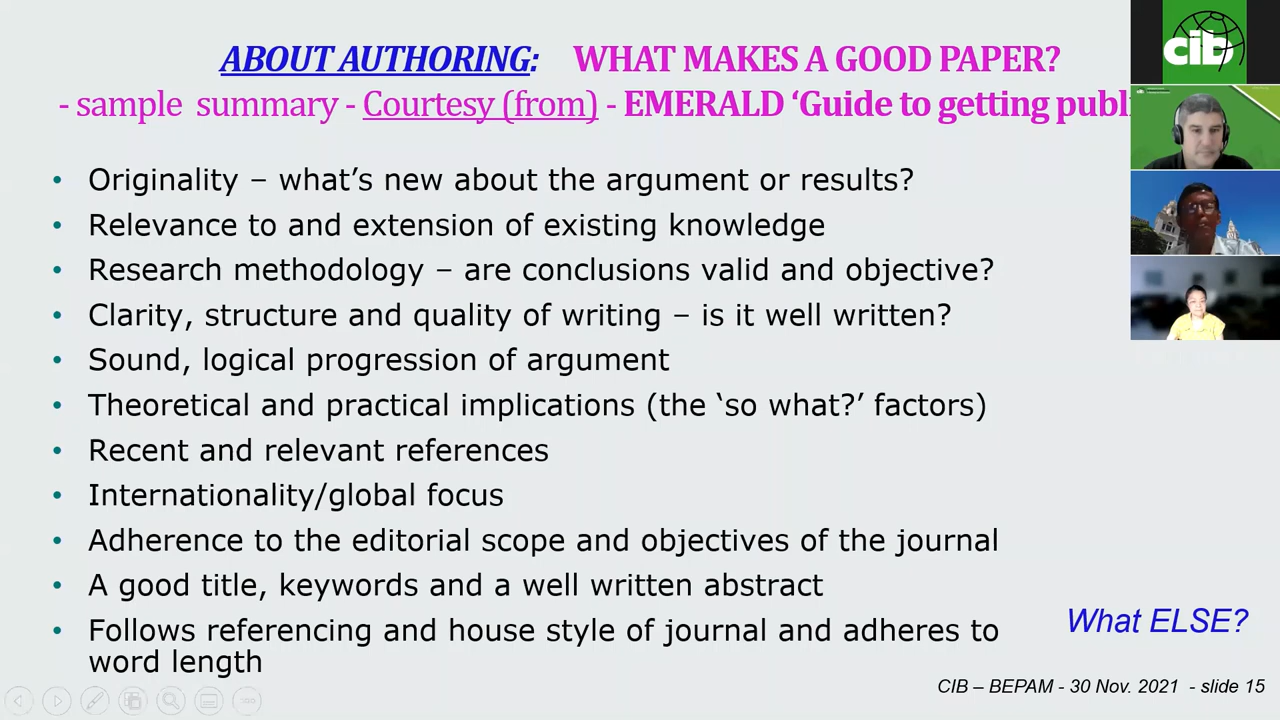 ABOUT AUTHORING: WHAT MAKES A GOOD PAPER?
- sample summary - Courtesy (from) - EMERALD ‘Guide to getting publ
• Originality – what’s new about the argument or results?
• Relevance to and extension of existing knowledge
• Research methodology – are conclusions valid and objective?
• Clarity, structure and quality of writing – is it well written?
• Sound, logical progression of argument
• Theoretical and practical implications (the ‘so what?’ factors)
• Recent and relevant references
• Internationality/global focus
• Adherence to the editorial scope and objectives of the journal
• A good title, keywords and a well written abstract
• Follows referencing and house style of journal and adheres to
word length
What ELSE?
CIB – BEPAM - 30 Nov. 2021 - slide 15
cib